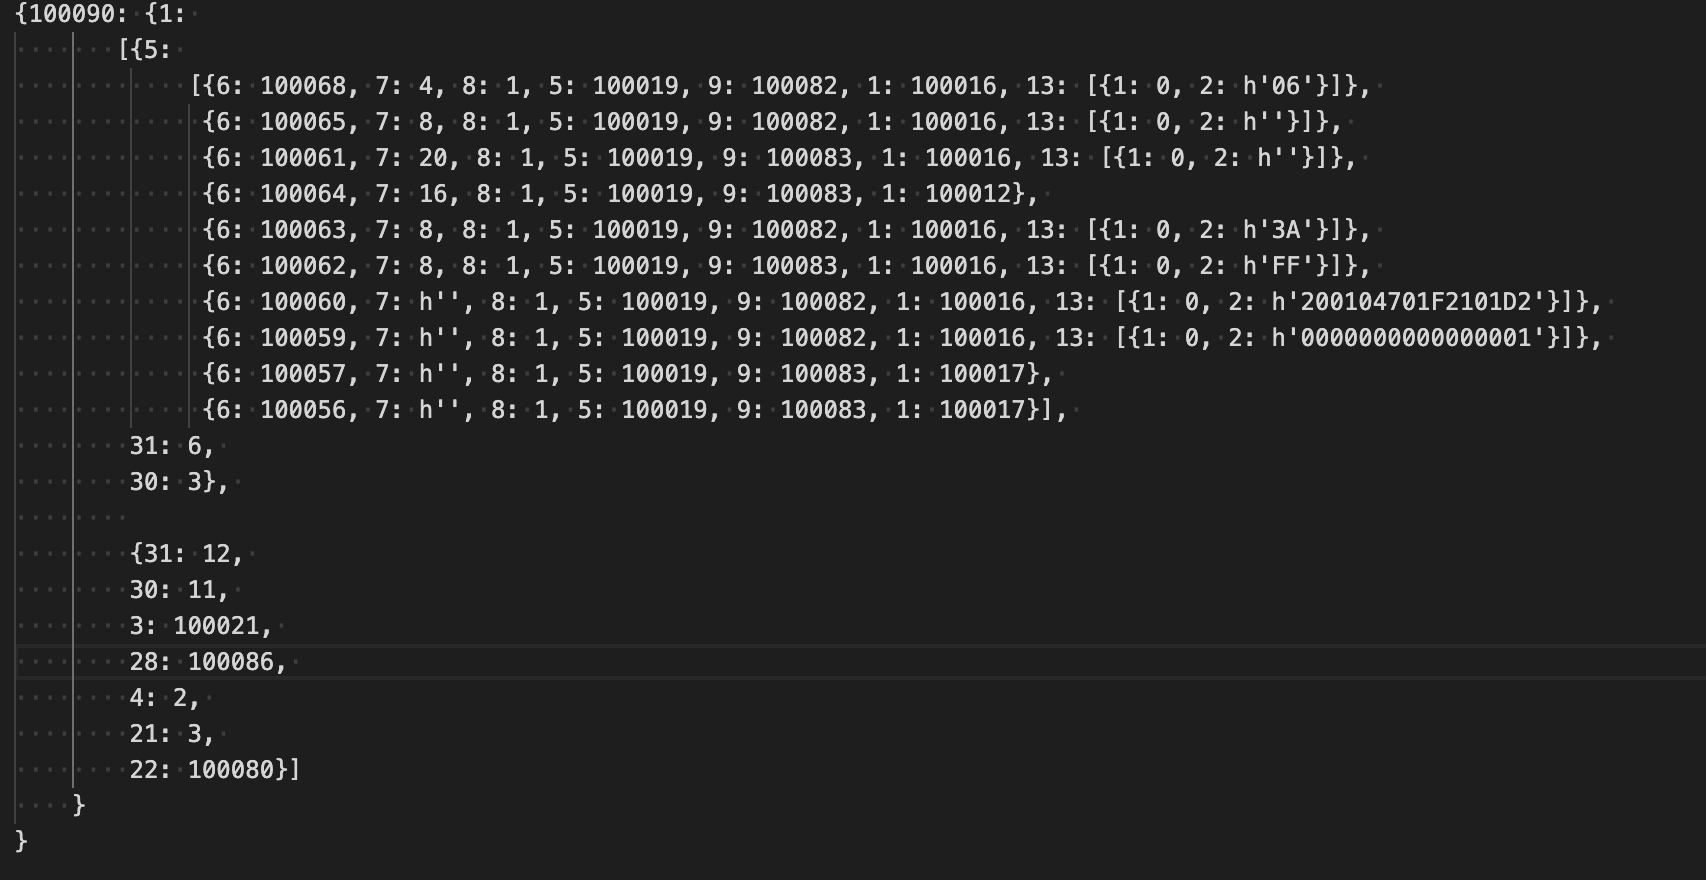 {100090: {1:
[{5:
[{6: 100068, 7: 4, 8: 1, 5: 100019, 9: 100082, 1: 100016, 13: [{1: 0, 2: h'06'}]},
{6: 100065, 7: 8, 8: 1, 5: 100019, 9: 100082, 1: 100016, 13: [{1: 0, 2: h''}]},
{6: 100061, 7: 20, 8: 1, 5: 100019, 9: 100083, 1: 100016, 13: [{1: 0, 2: h''}]},
{6: 100064, 7: 16, 8: 1, 5: 100019, 9: 100083, 1: 100012},
{6: 100063, 7: 8, 8: 1, 5: 100019, 9: 100082, 1: 100016, 13: [{1: 0, 2: h'3A'}]},
{6: 100062, 7: 8, 8: 1, 5: 100019, 9: 100083, 1: 100016, 13: [{1: 0, 2: h'FF'}]},
{6: 100060, 7: h'', 8: 1, 5: 100019, 9: 100082, 1: 100016, 13: [{1: 0, 2: h'200104701F2101D2'}]},
{6: 100059, 7: h'', 8: 1, 5: 100019, 9: 100082, 1: 100016, 13: [{1: 0, 2: h'0000000000000001'}]},
{6: 100057, 7: h'', 8: 1, 5: 100019, 9: 100083, 1: 100017},
{6: 100056, 7: h'', 8: 1, 5: 100019, 9: 100083, 1: 100017}],
31: 6,
30: 3},
{31: 12,
30: 11,
3: 100021,
28: 100086,
4: 2,
21: 3,
22: 100080}]
}
}